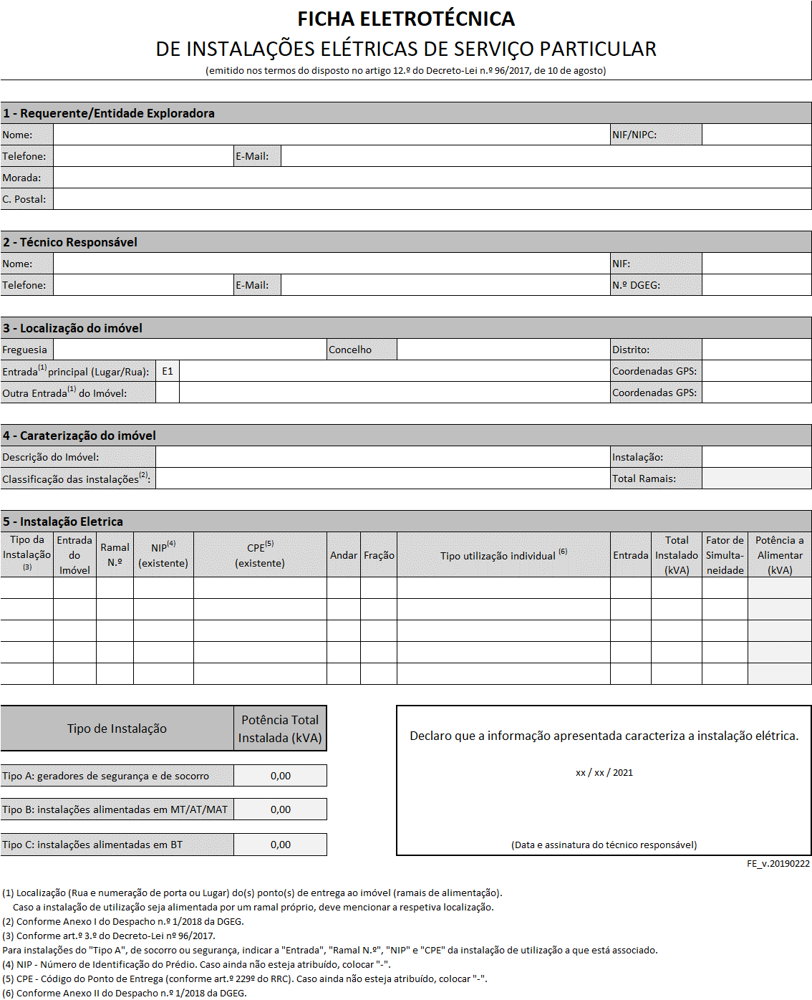 FICHA ELETROTÉCNICA
DE INSTALAÇÕES ELÉTRICAS DE SERVIÇO PARTICULAR
(emitido nos termos do disposto no artigo 12.º do Decreto-Lei n.º 96/2017, de 10 de agosto)
1 - Requerente/Entidade Exploradora
Nome: NIF/NIPC:
Telefone: E-Mail:
Morada:
C. Postal:
2 - Técnico Responsável
Nome: NIF:
Telefone: E-Mail: N.º DGEG:
3 - Localização do imóvel
Freguesia Concelho Distrito:
Entrada(1) principal (Lugar/Rua): E1 Coordenadas GPS:
Outra Entrada(1) do Imóvel: Coordenadas GPS:
4 - Caraterização do imóvel
Descrição do Imóvel: Instalação:
Classificação das instalações(2): Total Ramais:
5 - Instalação Eletrica
Tipo da Instalação (3) Entrada do Imóvel Ramal N.º NIP(4) (existente) CPE(5) (existente) Andar Fração Tipo utilização individual (6) Entrada Total Instalado (kVA) Fator de Simulta-neidade Potência a Alimentar (kVA)
Tipo de Instalação Potência Total Instalada (kVA)
Tipo A: geradores de segurança e de socorro 0,00
Tipo B: instalações alimentadas em MT/AT/MAT 0,00
Tipo C: instalações alimentadas em BT 0,00
Declaro que a informação apresentada caracteriza a instalação elétrica.
xx / xx / 2021
(Data e assinatura do técnico responsável)
FE_v.20190222
(1) Localização (Rua e numeração de porta ou Lugar) do(s) ponto(s) de entrega ao imóvel (ramais de alimentação).
Caso a instalação de utilização seja alimentada por um ramal próprio, deve mencionar a respetiva localização.
(2) Conforme Anexo I do Despacho n.º 1/2018 da DGEG.
(3) Conforme art.º 3.º do Decreto-Lei nº 96/2017.
Para instalações do "Tipo A", de socorro ou segurança, indicar a "Entrada", "Ramal N.º", "NIP" e "CPE" da instalação de utilização a que está associado.
(4) NIP - Número de Identificação do Prédio. Caso ainda não esteja atribuído, colocar "-".
(5) CPE - Código do Ponto de Entrega (conforme art.º 229º do RRC). Caso ainda não esteja atribuído, colocar "-".
(6) Conforme Anexo II do Despacho n.º 1/2018 da DGEG.